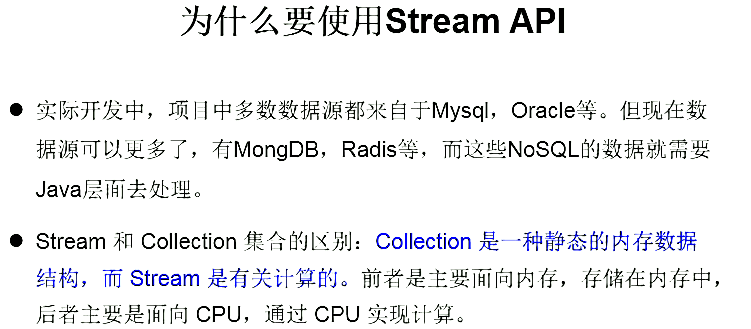 为什么要使用Stream API
● 实际开发中，项目中多数数据源都来自于Mysql，Oracle等。但现在数
据源可以更多了，有MongDB，Radis等，而这些NoSQL的数据就需要
Java层面去处理。
● Stream 和 Collection 集合的区别：Collection 是一种静态的内存数据
结构，而 Stream 是有关计算的。前者是主要面向内存，存储在内存中，
后者主要是面向 CPU，通过 CPU 实现计算。